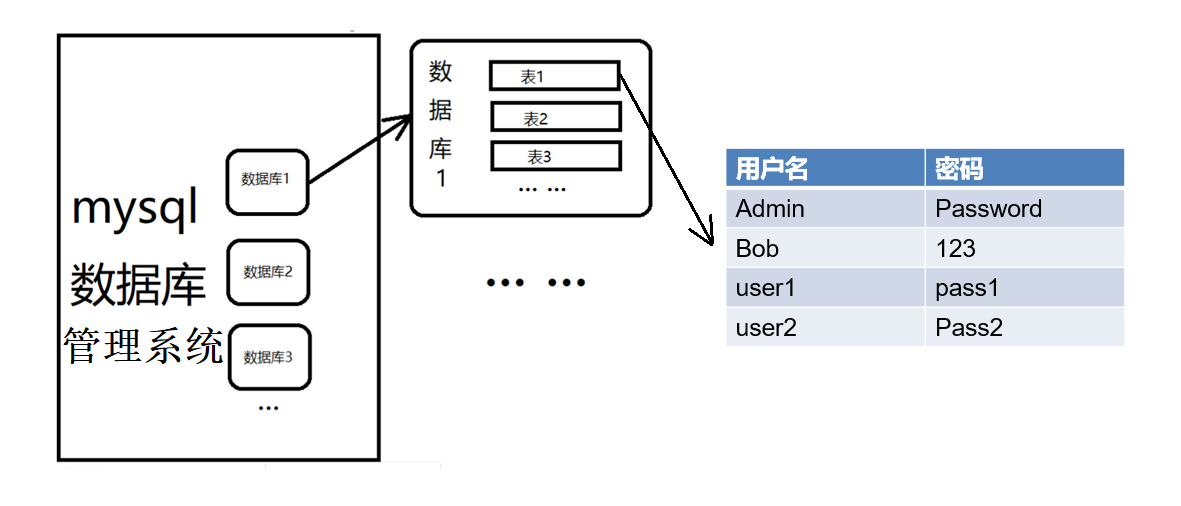 mysql
数据库
管理系统
数据库1
数据库2
数据库3
...
数
据
库
1
表1
表2
表3
... ...
... ...
用户名 密码
Admin Password
Bob 123
user1 pass1
user2 Pass2